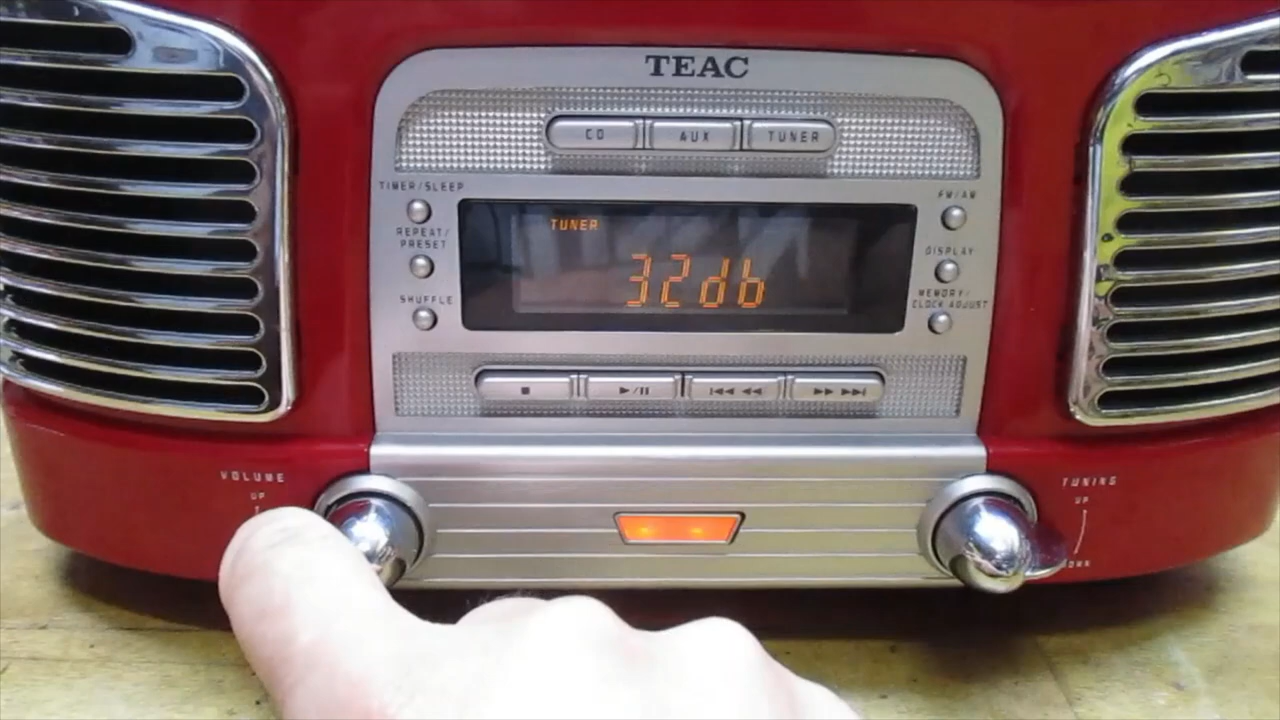 TEAC
CD AUX TUNER
TIMER/SLEEP
REPEAT/
PRESET
SHUFFLE
TUNER
32db
FM/AM
DISPLAY
MEMORY/
CLOCK ADJUST
VOLUME
UP
TUNING
UP
DOWN